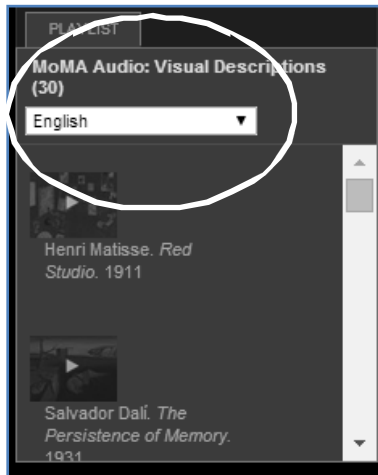 PLAYLIST
MoMA Audio: Visual Descriptions
(30)
English
Henri Matisse. Red
Studio. 1911
Salvador Dalí. The
Persistence of Memory.
1931